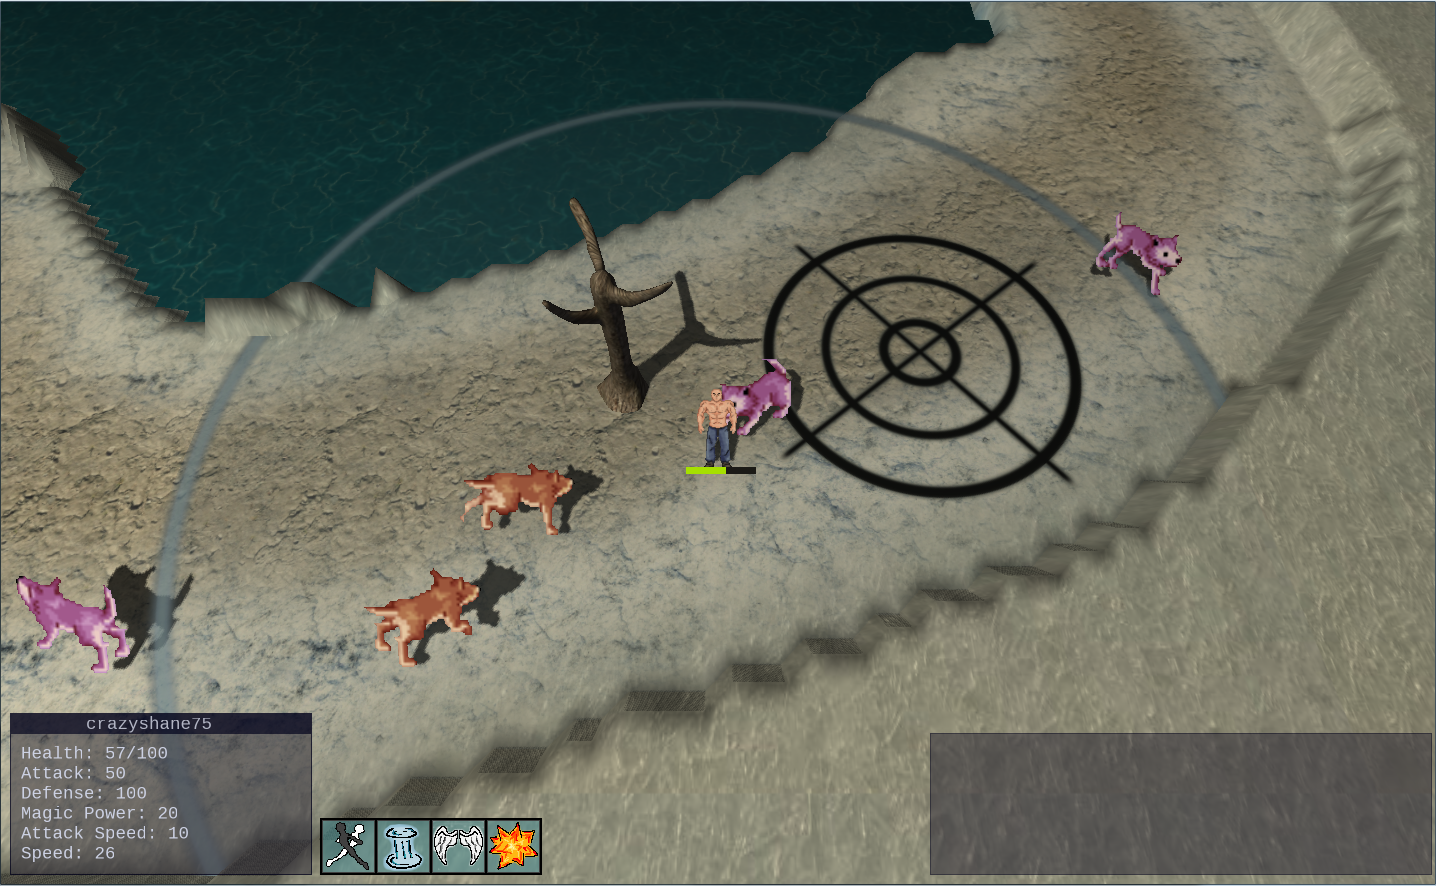 crazyshane75
Health: 57/100
Attack: 50
Defense: 100
Magic Power: 20
Attack Speed: 10
Speed: 26